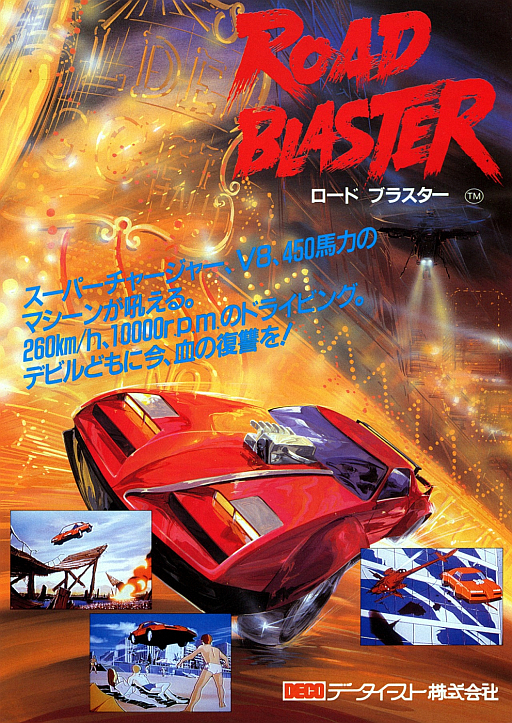 ROAD
BLASTER
ロード ブラスター
TM
スーパーチャージャー、V8、450馬力の
マシーンが吼える。
260km/h、10000r.p.m.のドライビング。
デビルどもに今、血の復讐を!
DECO データイースト株式会社